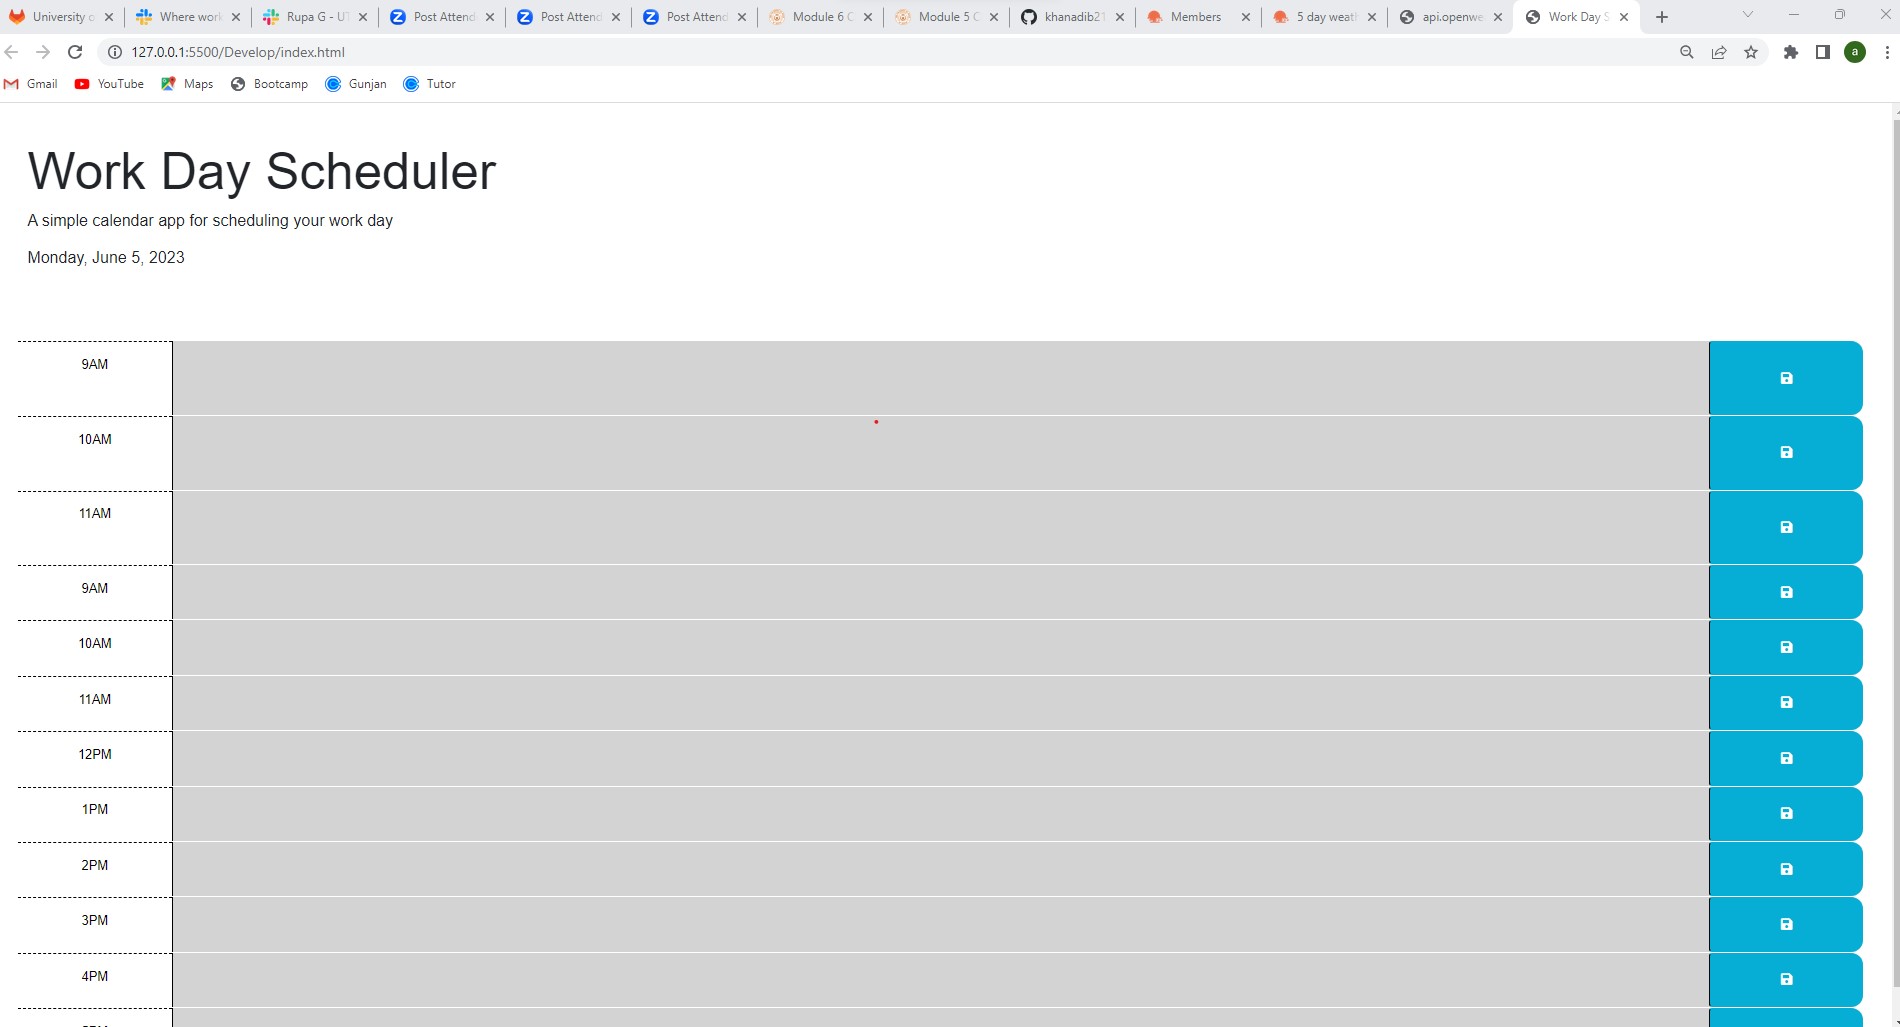 University o Where work Rupa G - UT Post Attend Post Attend Post Attend Module 6 C Module 5 C khanadib21 Members 5 day weath api.openwe Work Day S
127.0.0.1:5500/Develop/index.html a
Gmail YouTube Maps Bootcamp Gunjan Tutor
Work Day Scheduler
A simple calendar app for scheduling your work day
Monday, June 5, 2023
9AM
10AM
11AM
9AM
10AM
11AM
12PM
1PM
2PM
3PM
4PM